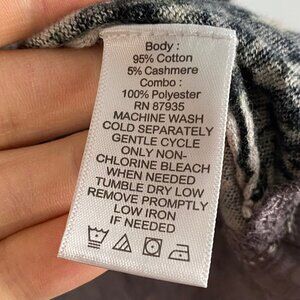 Body :
95% Cotton
5% Cashmere
Combo :
100% Polyester
RN 87935
MACHINE WASH
COLD SEPARATELY
GENTLE CYCLE
ONLY NON-
CHLORINE BLEACH
WHEN NEEDED
TUMBLE DRY LOW
REMOVE PROMPTLY
LOW IRON
IF NEEDED